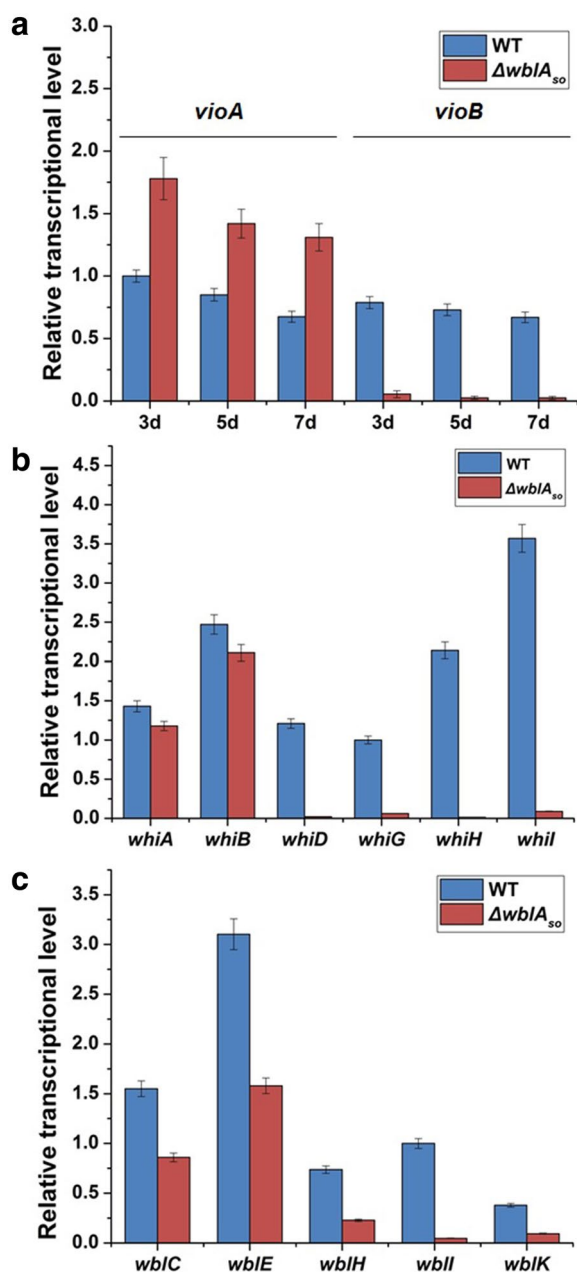 a
Relative transcriptional level
3.0
2.5
2.0
1.5
1.0
0.5
0.0
WT
ΔwblAso
vioA vioB
3d 5d 7d 3d 5d 7d
b
Relative transcriptional level
4.5
4.0
3.5
3.0
2.5
2.0
1.5
1.0
0.5
0.0
WT
ΔwblAso
whiA whiB whiD whiG whiH whiI
c
Relative transcriptional level
3.5
3.0
2.5
2.0
1.5
1.0
0.5
0.0
WT
ΔwblAso
wblC wblE wblH wblI wblK